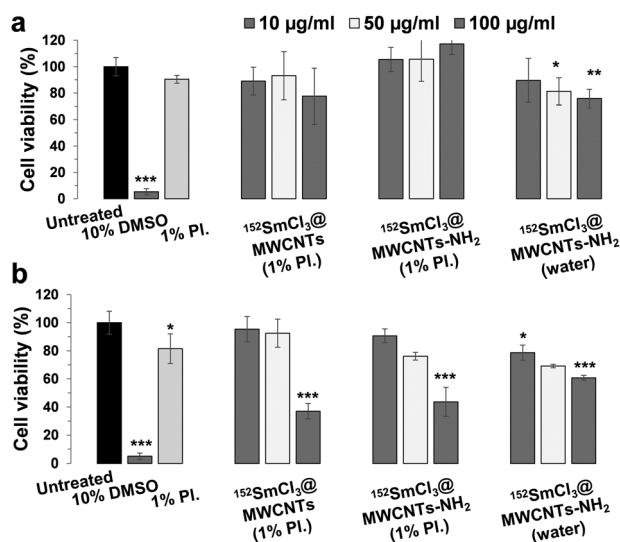 a
10 µg/ml 50 µg/ml 100 µg/ml
Cell viability (%)
120
100
80
60
40
20
0
***
* **
Untreated
10% DMSO
1% Pl.
¹⁵²SmCl₃@
MWCNTs
(1% Pl.)
¹⁵²SmCl₃@
MWCNTs-NH₂
(1% Pl.)
¹⁵²SmCl₃@
MWCNTs-NH₂
(water)
b
Cell viability (%)
120
100
80
60
40
20
0
***
*
***
***
*
***
Untreated
10% DMSO
1% Pl.
¹⁵²SmCl₃@
MWCNTs
(1% Pl.)
¹⁵²SmCl₃@
MWCNTs-NH₂
(1% Pl.)
¹⁵²SmCl₃@
MWCNTs-NH₂
(water)